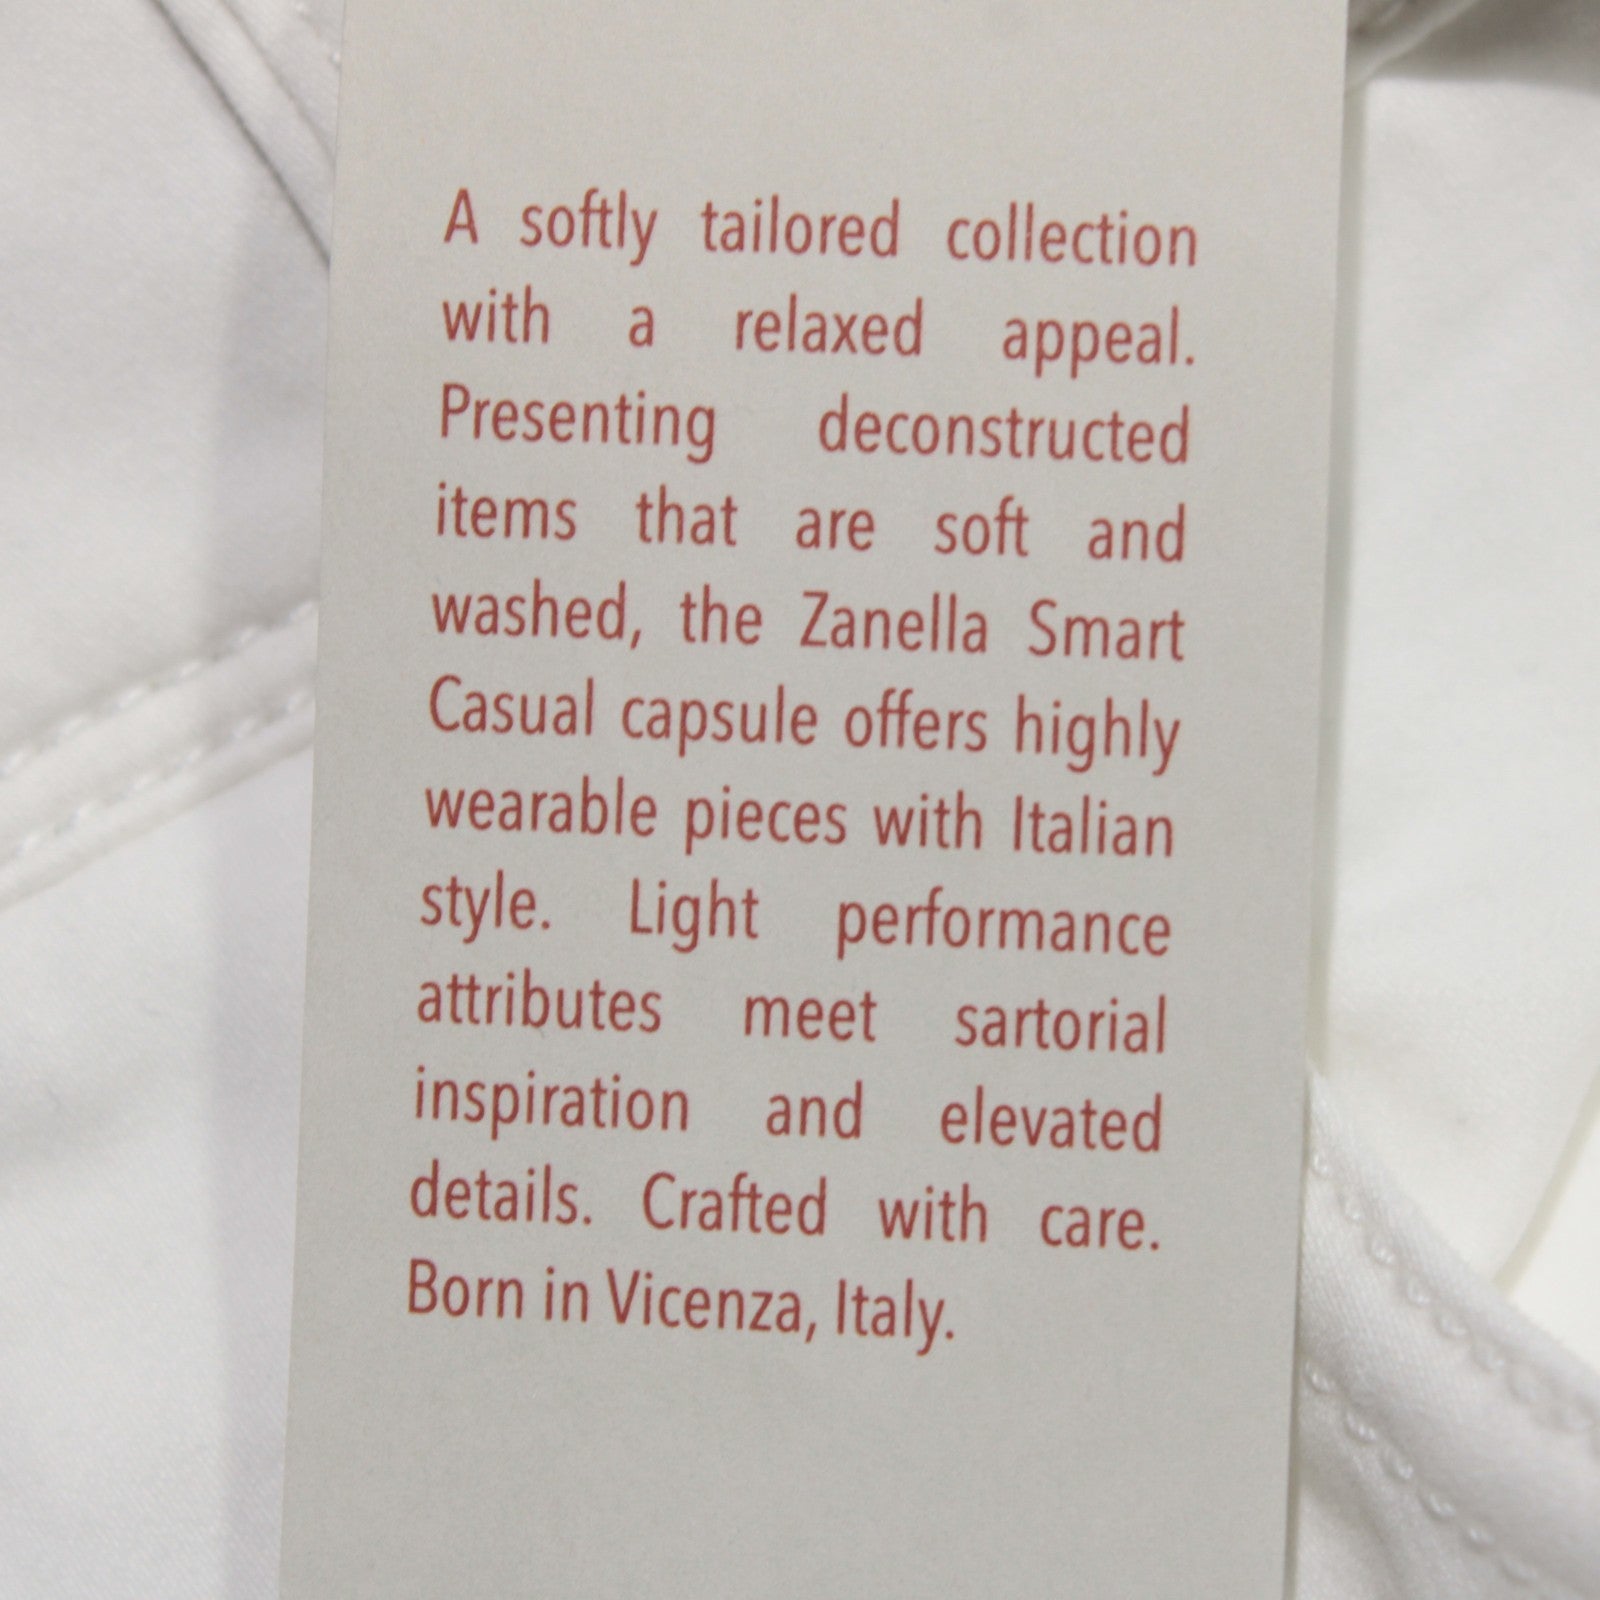 A softly tailored collection
with a relaxed appeal.
Presenting deconstructed
items that are soft and
washed, the Zanella Smart
Casual capsule offers highly
wearable pieces with Italian
style. Light performance
attributes meet sartorial
inspiration and elevated
details. Crafted with care.
Born in Vicenza, Italy.